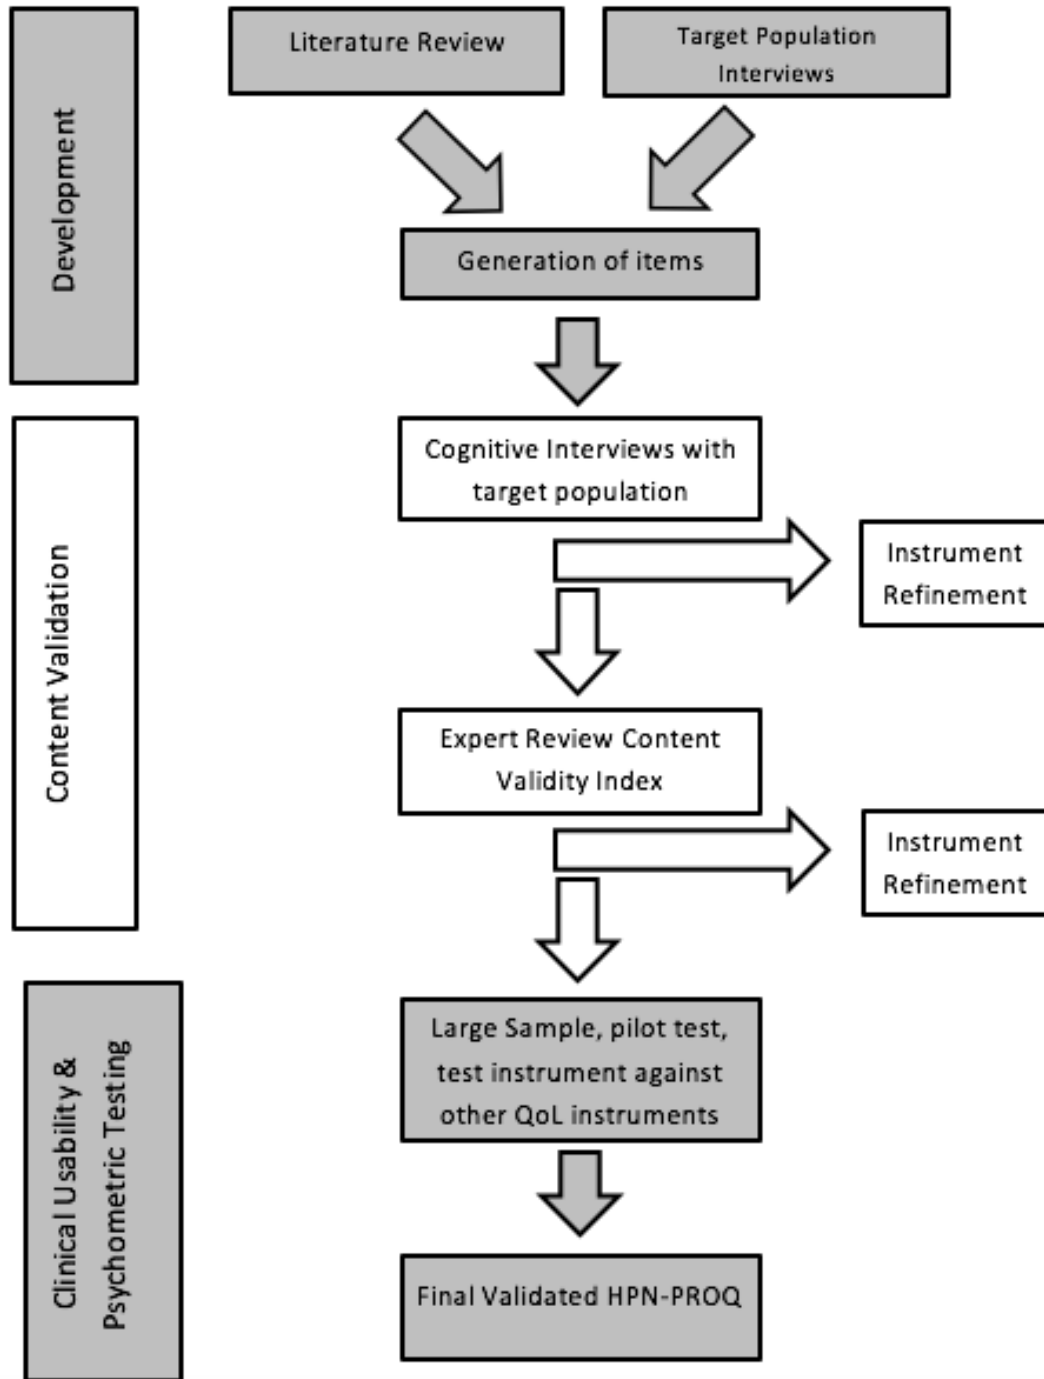 Development
Literature Review
Target Population
Interviews
Generation of items
Content Validation
Cognitive Interviews with
target population
Instrument
Refinement
Expert Review Content
Validity Index
Instrument
Refinement
Clinical Usability &
Psychometric Testing
Large Sample, pilot test,
test instrument against
other QoL instruments
Final Validated HPN-PROQ